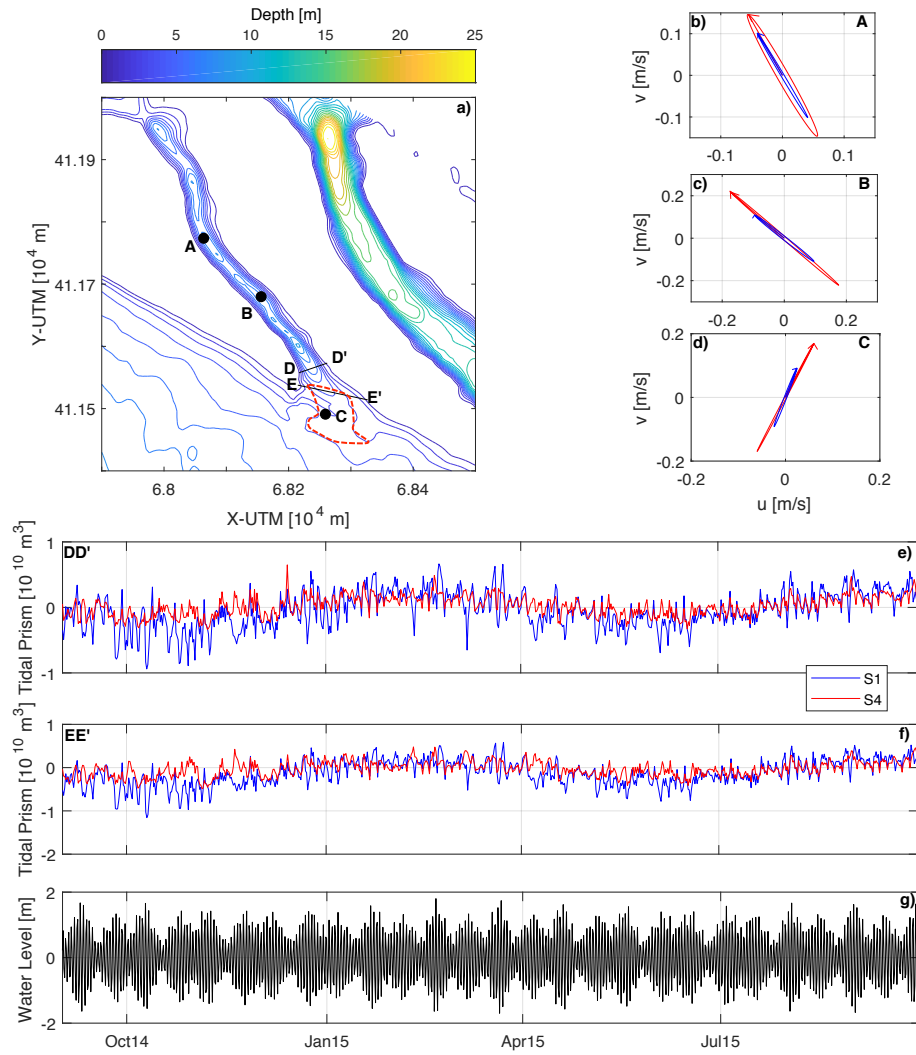 Depth [m]
0 5 10 15 20 25
a)
41.19
41.17
41.15
Y-UTM [10^4 m]
6.8 6.82 6.84
X-UTM [10^4 m]
A
B
D D'
E E'
C
b) A
0.1
0
-0.1
v [m/s]
-0.1 0 0.1
c) B
0.2
0
-0.2
v [m/s]
-0.2 0 0.2
d) C
0.2
0
-0.2
v [m/s]
-0.2 0 0.2
u [m/s]
DD' e)
1
0
-1
Tidal Prism [10^10 m^3]
S1
S4
EE' f)
1
0
-1
-2
Tidal Prism [10^10 m^3]
g)
2
0
-2
Water Level [m]
Oct14 Jan15 Apr15 Jul15